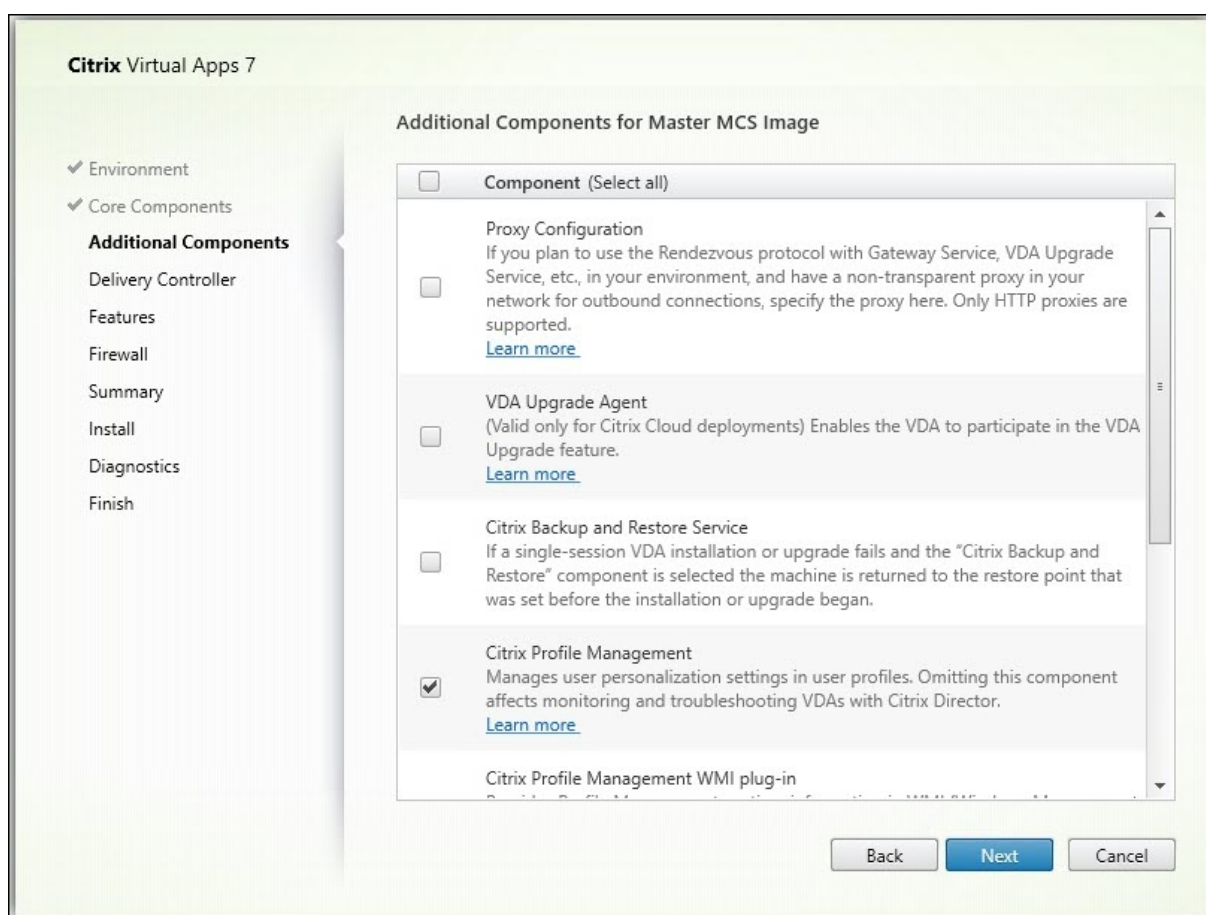 Citrix Virtual Apps 7
Additional Components for Master MCS Image
Environment
Core Components
Additional Components
Delivery Controller
Features
Firewall
Summary
Install
Diagnostics
Finish
Component (Select all)
Proxy Configuration
If you plan to use the Rendezvous protocol with Gateway Service, VDA Upgrade
Service, etc., in your environment, and have a non-transparent proxy in your
network for outbound connections, specify the proxy here. Only HTTP proxies are
supported.
Learn more
VDA Upgrade Agent
(Valid only for Citrix Cloud deployments) Enables the VDA to participate in the VDA
Upgrade feature.
Learn more
Citrix Backup and Restore Service
If a single-session VDA installation or upgrade fails and the “Citrix Backup and
Restore” component is selected the machine is returned to the restore point that
was set before the installation or upgrade began.
Citrix Profile Management
Manages user personalization settings in user profiles. Omitting this component
affects monitoring and troubleshooting VDAs with Citrix Director.
Learn more
Citrix Profile Management WMI plug-in
Back
Next
Cancel